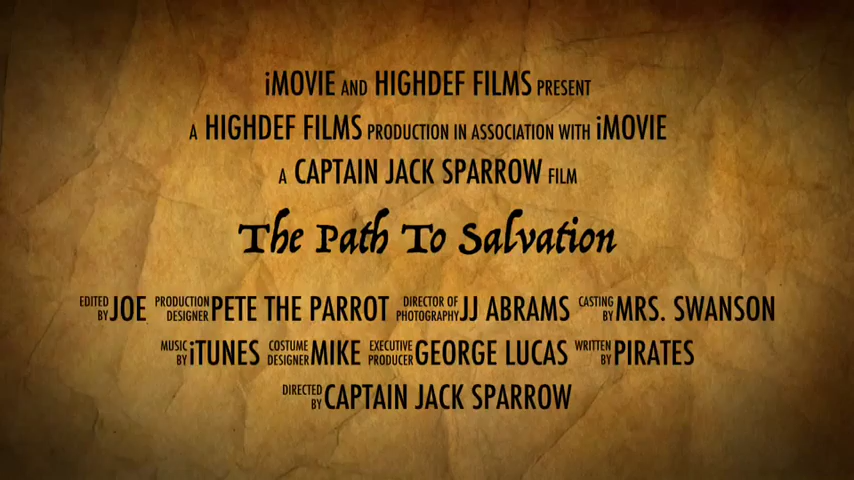 iMOVIE AND HIGHDEF FILMS PRESENT
A HIGHDEF FILMS PRODUCTION IN ASSOCIATION WITH iMOVIE
A CAPTAIN JACK SPARROW FILM
The Path To Salvation
EDITED BY JOE PRODUCTION DESIGNER PETE THE PARROT DIRECTOR OF PHOTOGRAPHY JJ ABRAMS CASTING BY MRS. SWANSON
MUSIC BY iTUNES COSTUME DESIGNER MIKE EXECUTIVE PRODUCER GEORGE LUCAS WRITTEN BY PIRATES
DIRECTED BY CAPTAIN JACK SPARROW